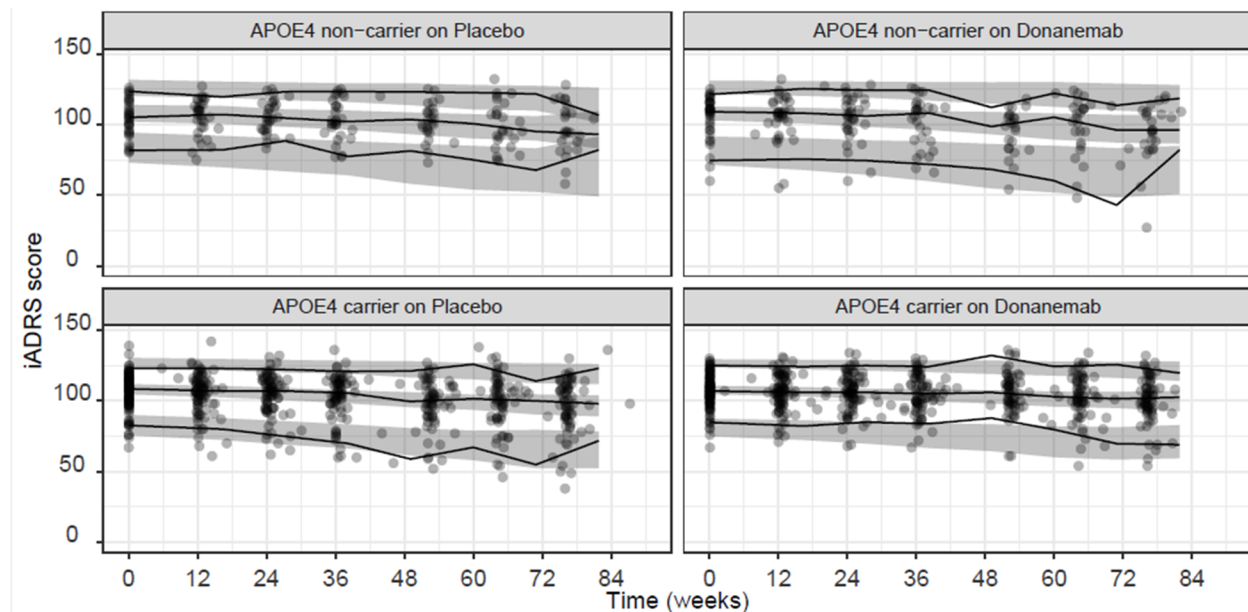 APOE4 non-carrier on Placebo APOE4 non-carrier on Donanemab
150
100
50
0
iADRS score
APOE4 carrier on Placebo APOE4 carrier on Donanemab
150
100
50
0
0 12 24 36 48 60 72 84 0 12 24 36 48 60 72 84
Time (weeks)